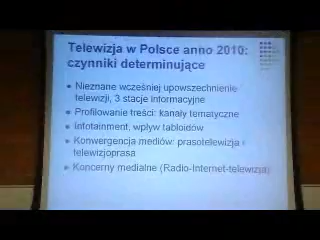 Telewizja w Polsce anno 2010:
czynniki determinujące
Nieznane wcześniej upowszechnienie
telewizji, 3 stacje informacyjne
Profilowanie treści: kanały tematyczne
Infotainment, wpływ tabloidów
Konwergencja mediów: prasotelewizja i
telewizjoprasa
Koncerny medialne (Radio-Internet-telewizja)